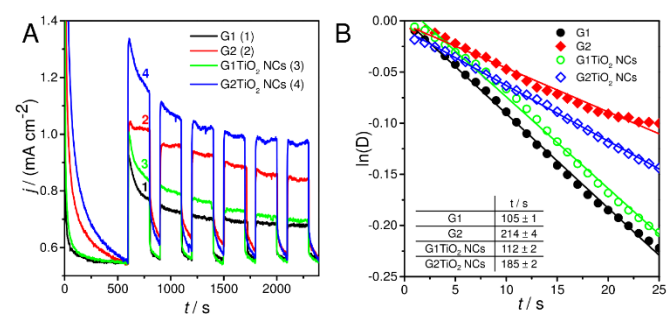 A
G1 (1)
G2 (2)
G1TiO₂ NCs (3)
G2TiO₂ NCs (4)
4
2
3
1
1.4
1.2
1.0
0.8
0.6
j / (mA cm⁻²)
0 500 1000 1500 2000
t / s
B
G1
G2
G1TiO₂ NCs
G2TiO₂ NCs
0.00
-0.05
-0.10
-0.15
-0.20
-0.25
ln(D)
t / s
G1 105 ± 1
G2 214 ± 4
G1TiO₂ NCs 112 ± 2
G2TiO₂ NCs 185 ± 2
0 5 10 15 20 25
t / s